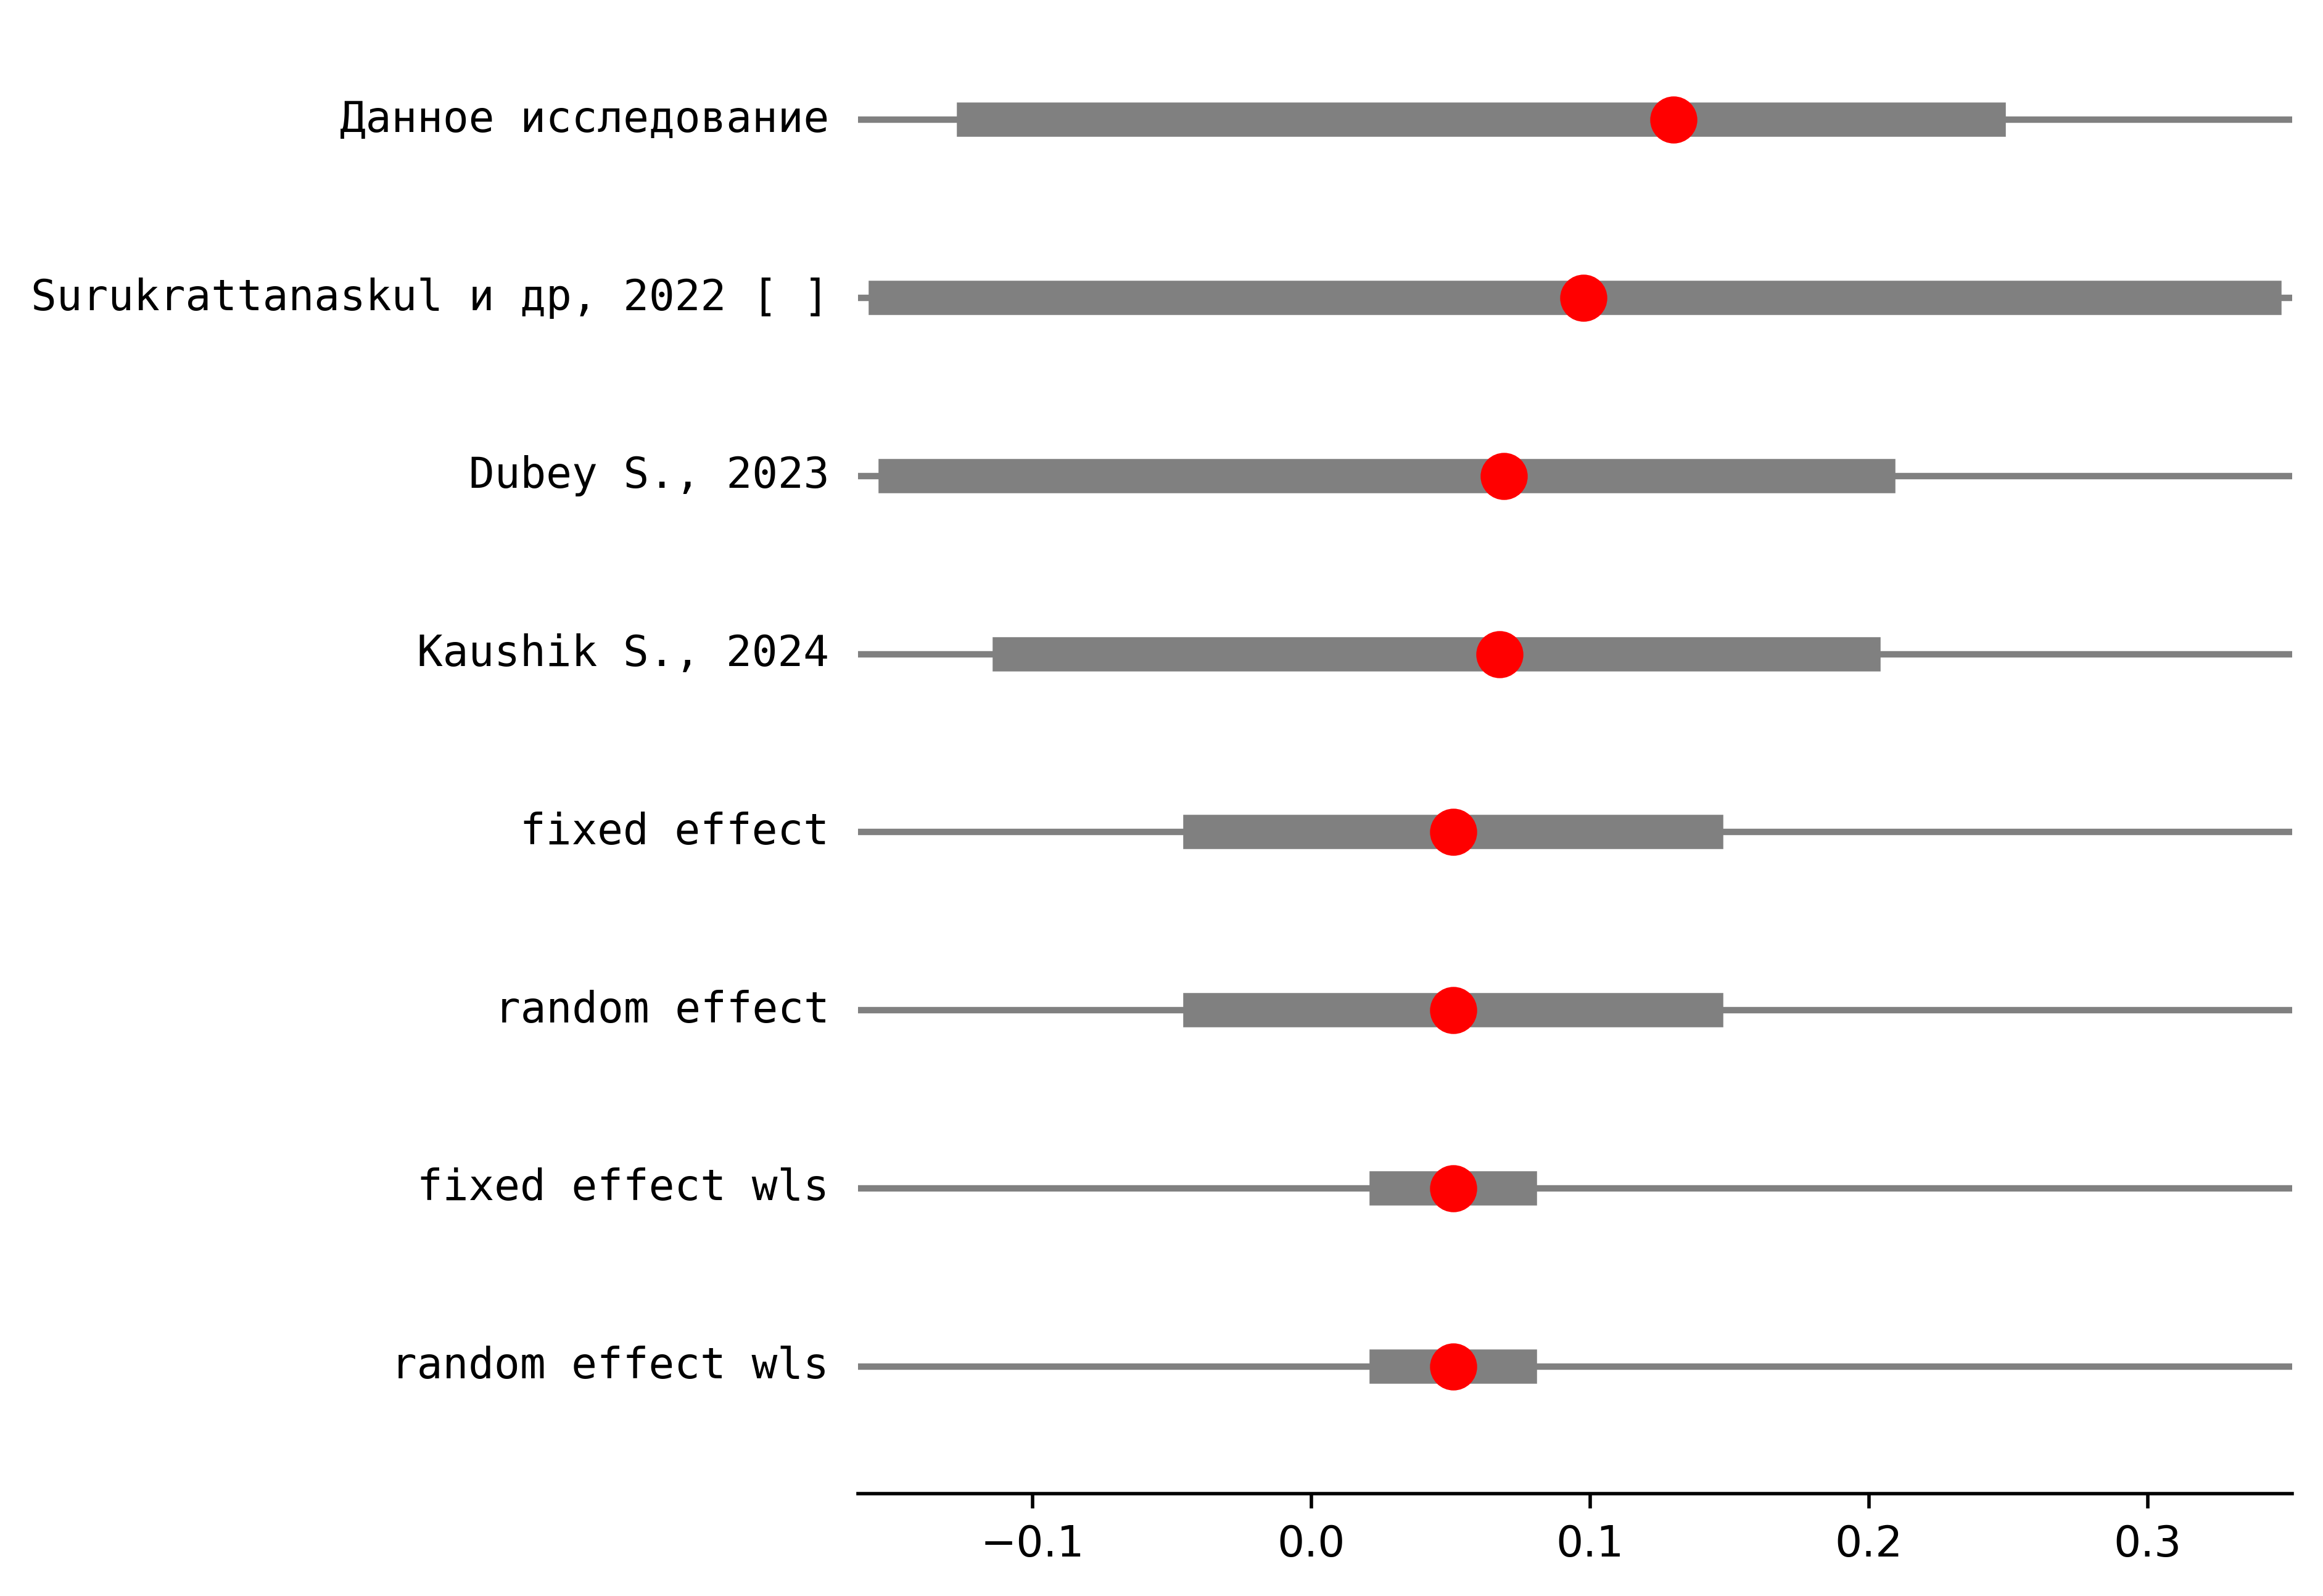 Данное исследование
Surukrattanaskul и др, 2022 [ ]
Dubey S., 2023
Kaushik S., 2024
fixed effect
random effect
fixed effect wls
random effect wls
−0.1 0.0 0.1 0.2 0.3